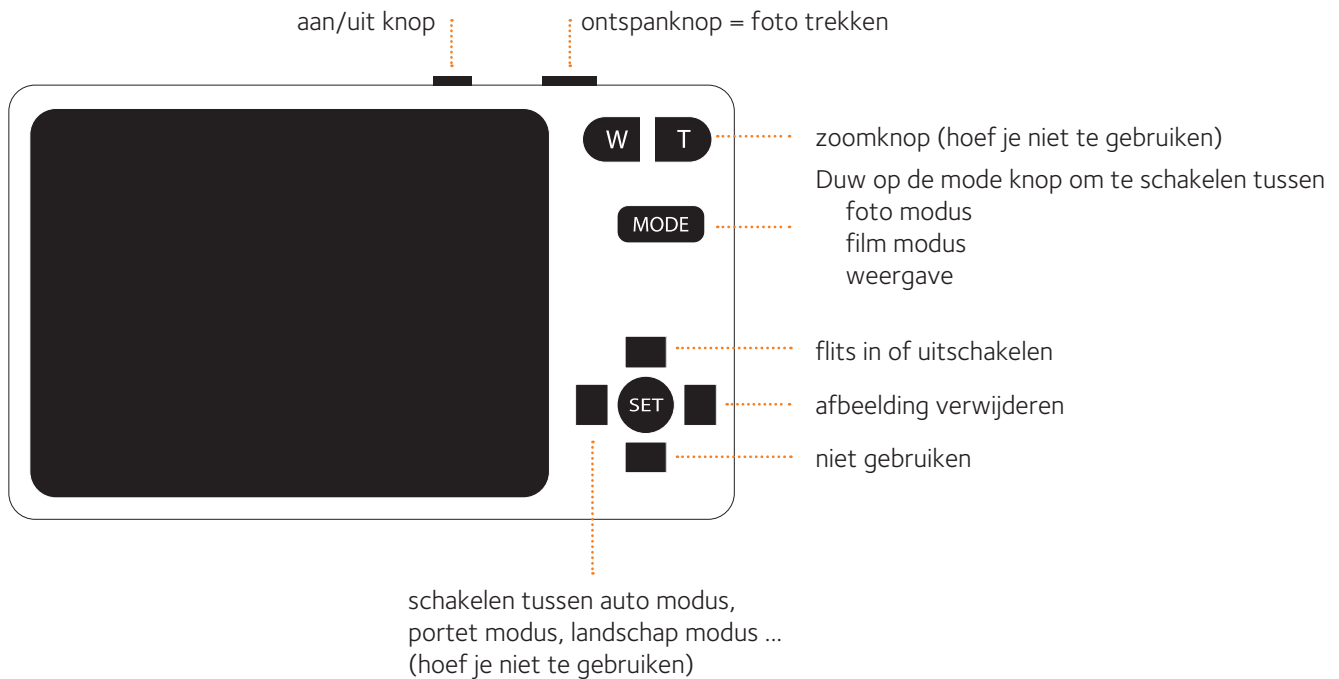 aan/uit knop
ontspanknop = foto trekken
W T
zoomknop (hoef je niet te gebruiken)
Duw op de mode knop om te schakelen tussen
foto modus
MODE
film modus
weergave
flits in of uitschakelen
SET
afbeelding verwijderen
niet gebruiken
schakelen tussen auto modus,
portet modus, landschap modus ...
(hoef je niet te gebruiken)